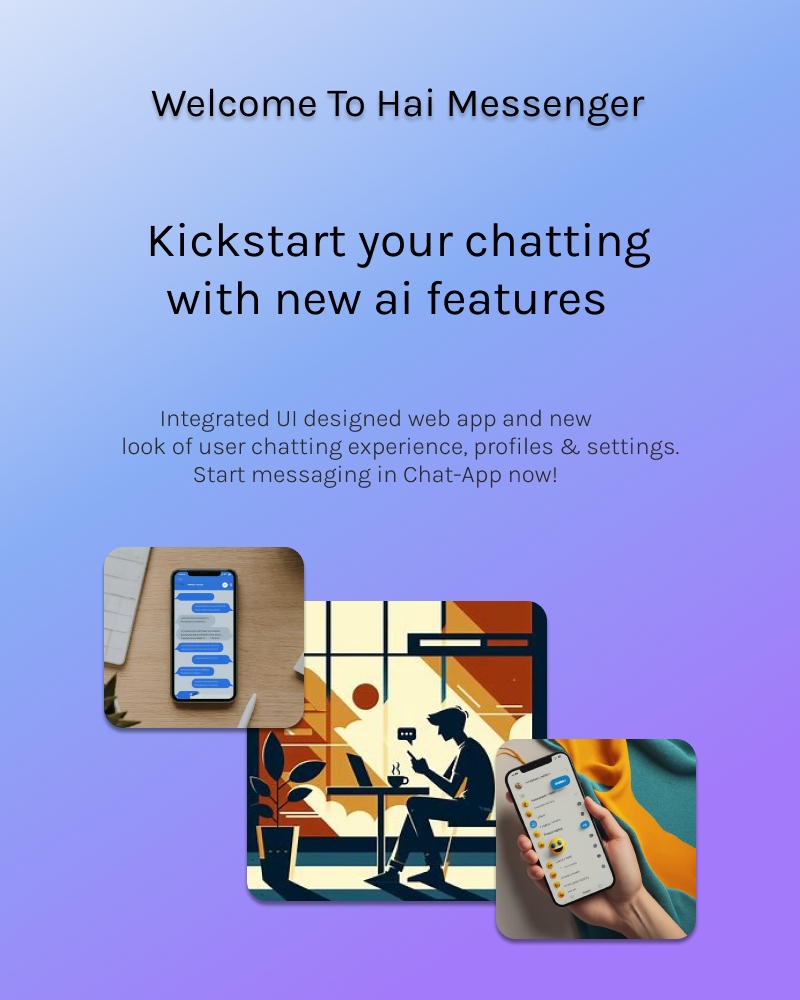 Welcome To Hai Messenger
Kickstart your chatting
with new ai features
Integrated UI designed web app and new
look of user chatting experience, profiles & settings.
Start messaging in Chat-App now!